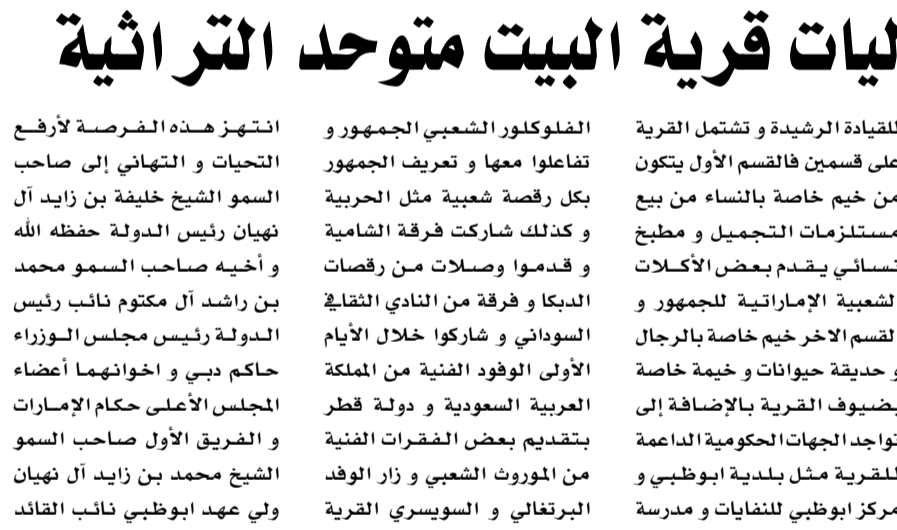 ليات قرية البيت متوحد التراثية
للقيادة الرشيدة و تشتمل القرية
على قسمين فالقسم الأول يتكون
من خيم خاصة بالنساء من بيع
مستلزمات التجميل و مطبخ
نسائي يقدم بعض الأكلات
الشعبية الإماراتية للجمهور و
القسم الاخر خيم خاصة بالرجال
و حديقة حيوانات و خيمة خاصة
بضيوف القرية بالإضافة إلى
تواجد الجهات الحكومية الداعمة
للقرية مثل بلدية ابوظبي و
مركز ابوظبي للنفايات و مدرسة
الفلوكلور الشعبي الجمهور و
تفاعلوا معها و تعريف الجمهور
بكل رقصة شعبية مثل الحربية
و كذلك شاركت فرقة الشامية
و قدموا وصلات من رقصات
الدبكا و فرقة من النادي الثقافي
السوداني و شاركوا خلال الأيام
الأولى الوفود الفنية من الملكة
العربية السعودية و دولة قطر
بتقديم بعض الفقرات الفنية
من الموروث الشعبي و زار الوفد
البرتغالي و السويسري القرية
انتهز هذه الفرصة لأرفع
التحيات و التهاني إلى صاحب
السمو الشيخ خليفة بن زايد آل
نهيان رئيس الدولة حفظه الله
و أخيه صاحب السمو محمد
بن راشد آل مكتوم نائب رئيس
الدولة رئيس مجلس الوزراء
حاكم دبي و اخوانهما أعضاء
المجلس الأعلى حكام الإمارات
و الفريق الأول صاحب السمو
الشيخ محمد بن زايد آل نهيان
ولي عهد ابوظبي نائب القائد